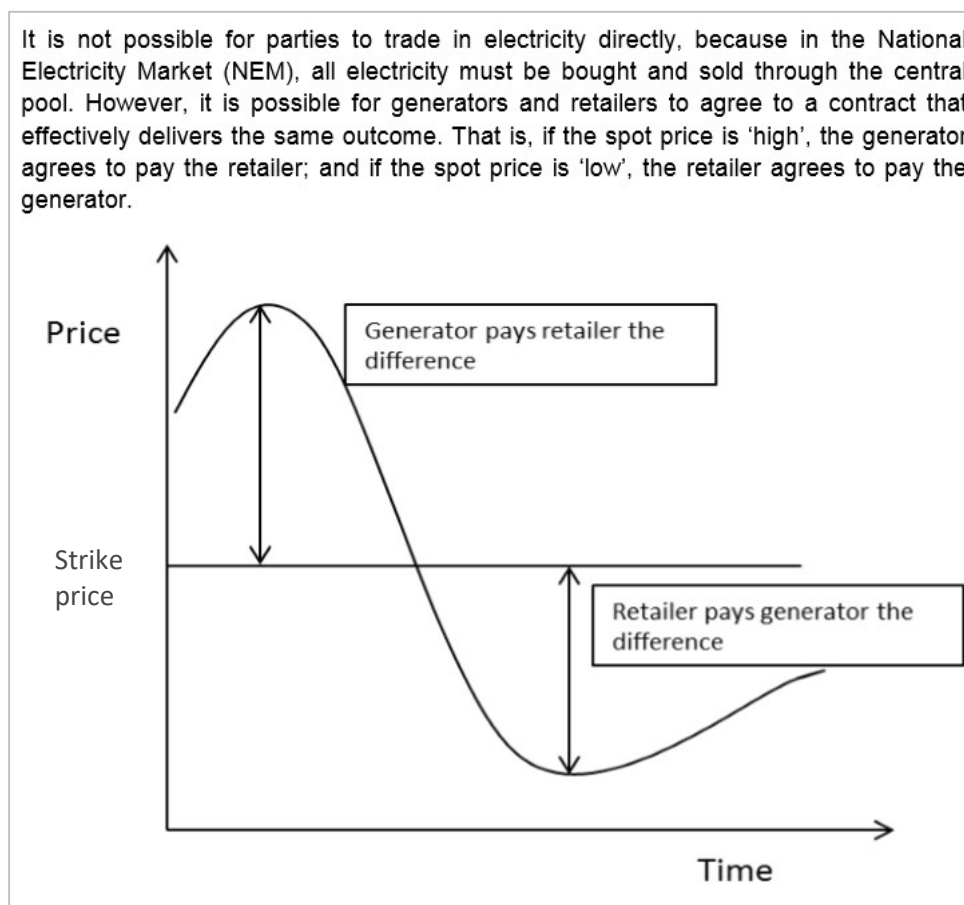 It is not possible for parties to trade in electricity directly, because in the National
Electricity Market (NEM), all electricity must be bought and sold through the central
pool. However, it is possible for generators and retailers to agree to a contract that
effectively delivers the same outcome. That is, if the spot price is ‘high’, the generator
agrees to pay the retailer; and if the spot price is ‘low’, the retailer agrees to pay the
generator.
Price
Generator pays retailer the
difference
Strike
price
Retailer pays generator the
difference
Time